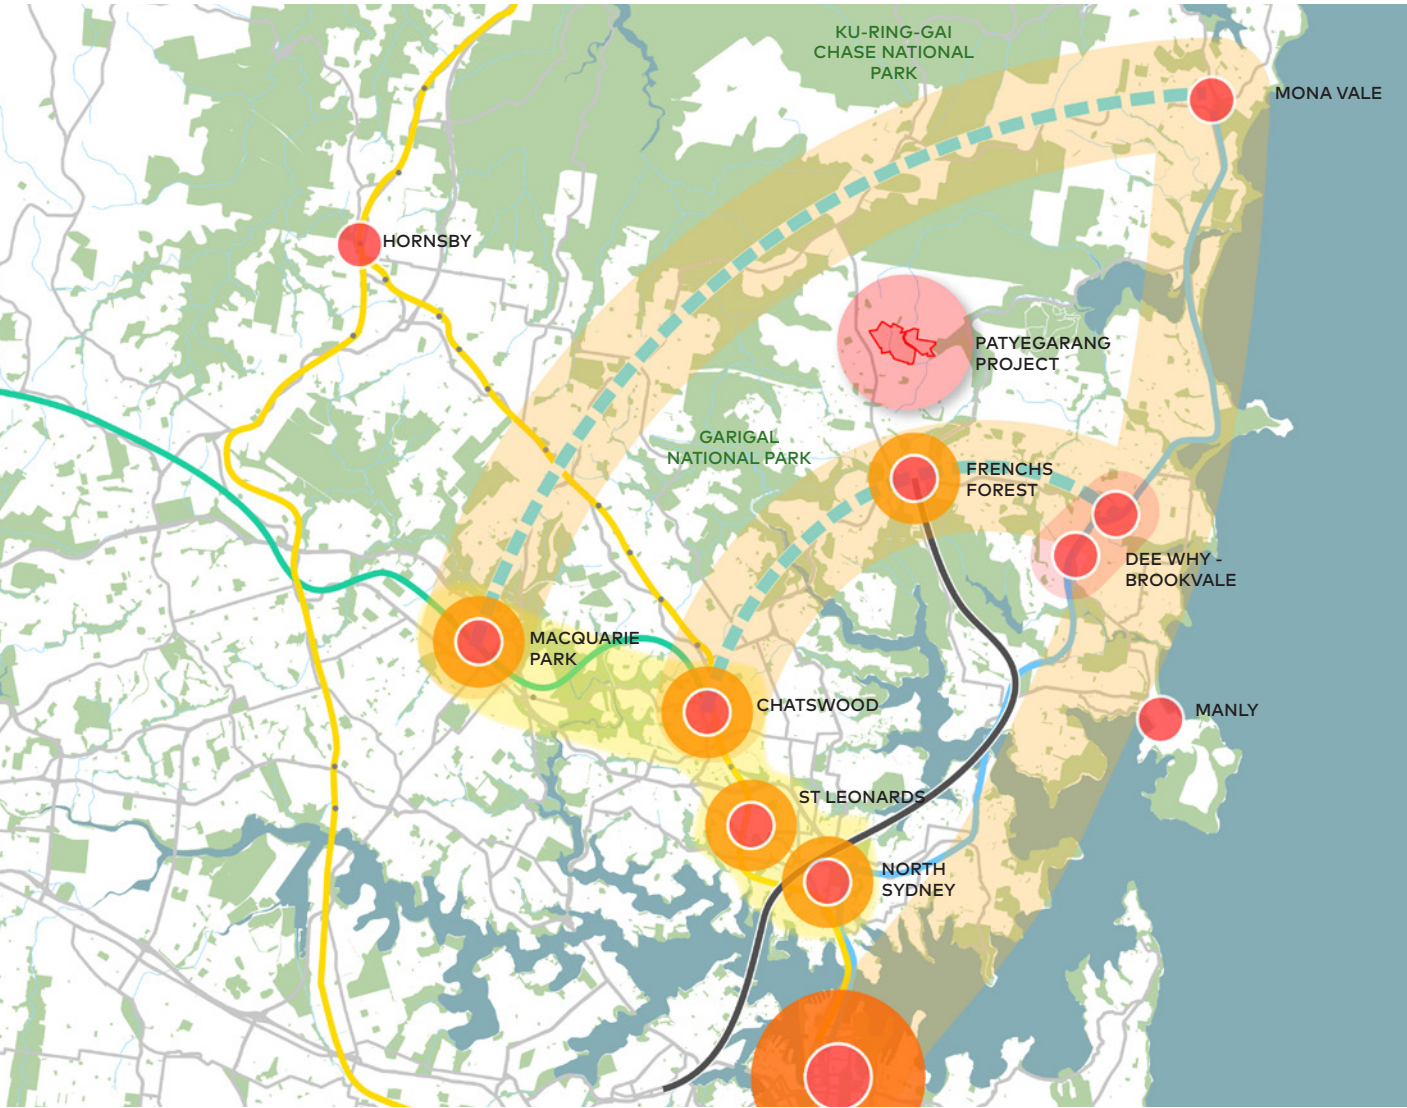 KU-RING-GAI
CHASE NATIONAL
PARK
MONA VALE
HORNSBY
PATYEGARANG
PROJECT
GARIGAL
NATIONAL PARK
FRENCHS
FOREST
DEE WHY -
BROOKVALE
MACQUARIE
PARK
CHATSWOOD
MANLY
ST LEONARDS
NORTH
SYDNEY